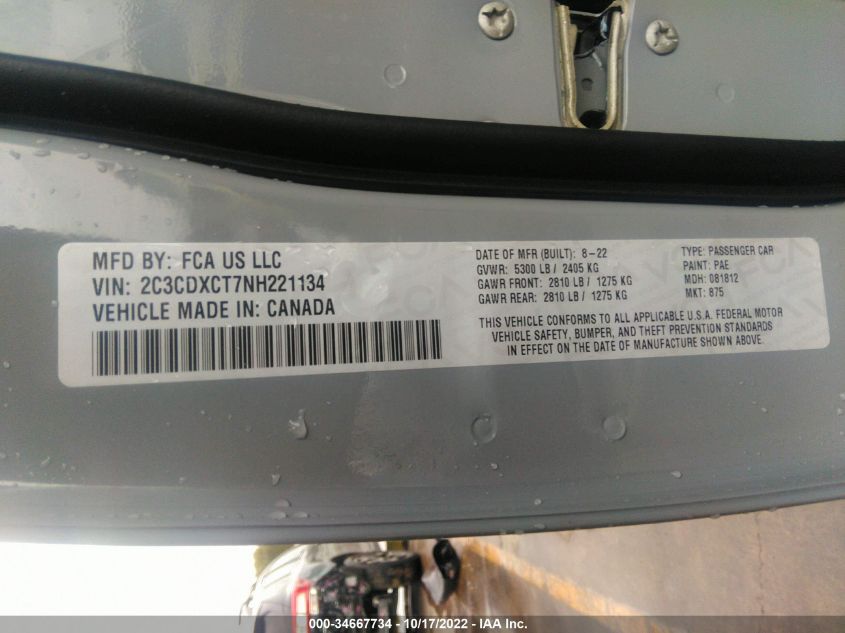 MFD BY: FCA US LLC
VIN: 2C3CDXCT7NH221134
VEHICLE MADE IN: CANADA
DATE OF MFR (BUILT): 8-22
GVWR: 5300 LB / 2405 KG
GAWR FRONT: 2810 LB / 1275 KG
GAWR REAR: 2810 LB / 1275 KG
TYPE: PASSENGER CAR
PAINT: PAE
MDH: 081812
MKT: 875
THIS VEHICLE CONFORMS TO ALL APPLICABLE U.S.A. FEDERAL MOTOR
VEHICLE SAFETY, BUMPER, AND THEFT PREVENTION STANDARDS
IN EFFECT ON THE DATE OF MANUFACTURE SHOWN ABOVE.
000-34667734 - 10/17/2022 - www.iaai.com